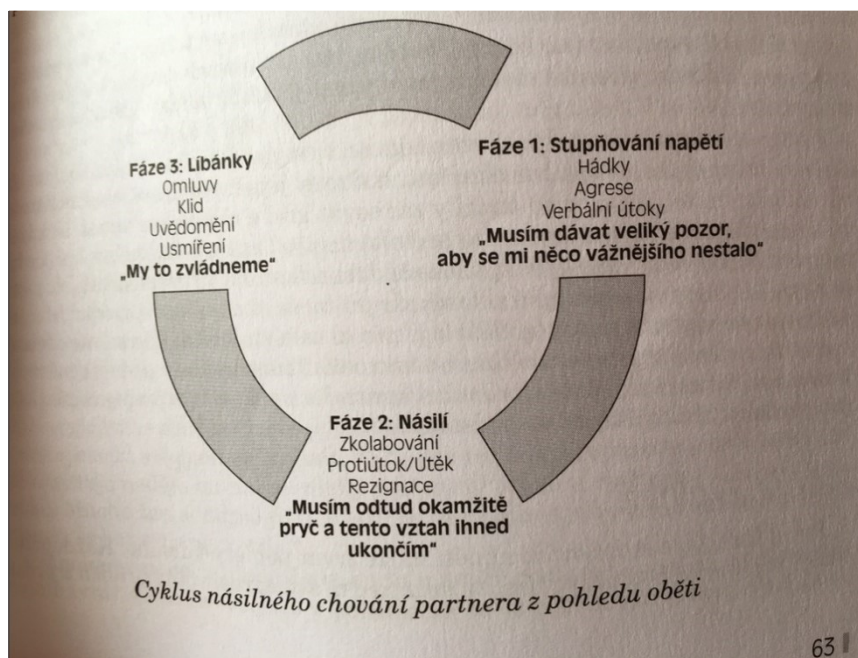 Fáze 1: Stupňování napětí
Hádky
Agrese
Verbální útoky
„Musím dávat veliký pozor,
aby se mi něco vážnějšího nestalo“
Fáze 2: Násilí
Zkolabování
Protiútok/Útěk
Rezignace
„Musím odtud okamžitě
pryč a tento vztah ihned
ukončím“
Fáze 3: Líbánky
Omluvy
Klid
Uvědomění
Usmíření
„My to zvládneme“
Cyklus násilného chování partnera z pohledu oběti
63